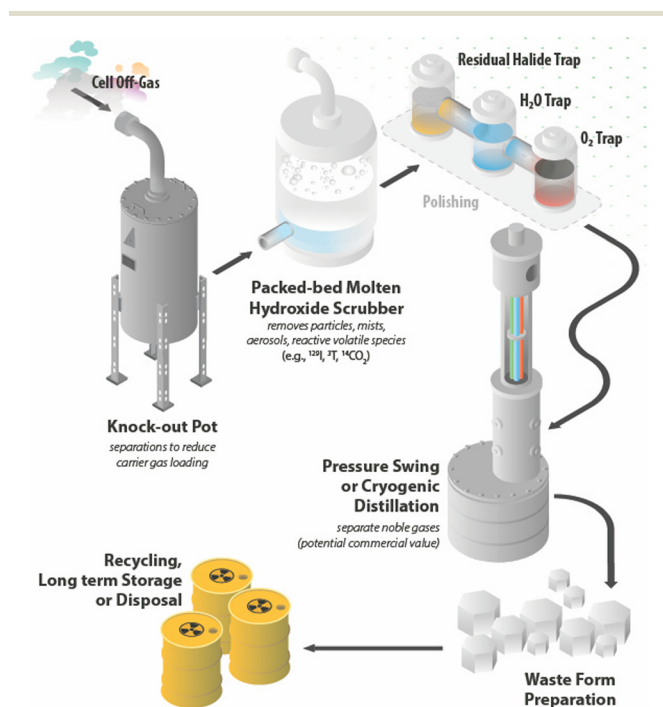 Cell Off-Gas
Knock-out Pot
separations to reduce
carrier gas loading
Packed-bed Molten
Hydroxide Scrubber
removes particles, mists,
aerosols, reactive volatile species
(e.g., ¹²⁹I, ³T, ¹⁴CO₂)
Residual Halide Trap
H₂O Trap
O₂ Trap
Polishing
Pressure Swing
or Cryogenic
Distillation
separate noble gases
(potential commercial value)
Waste Form
Preparation
Recycling,
Long term Storage
or Disposal